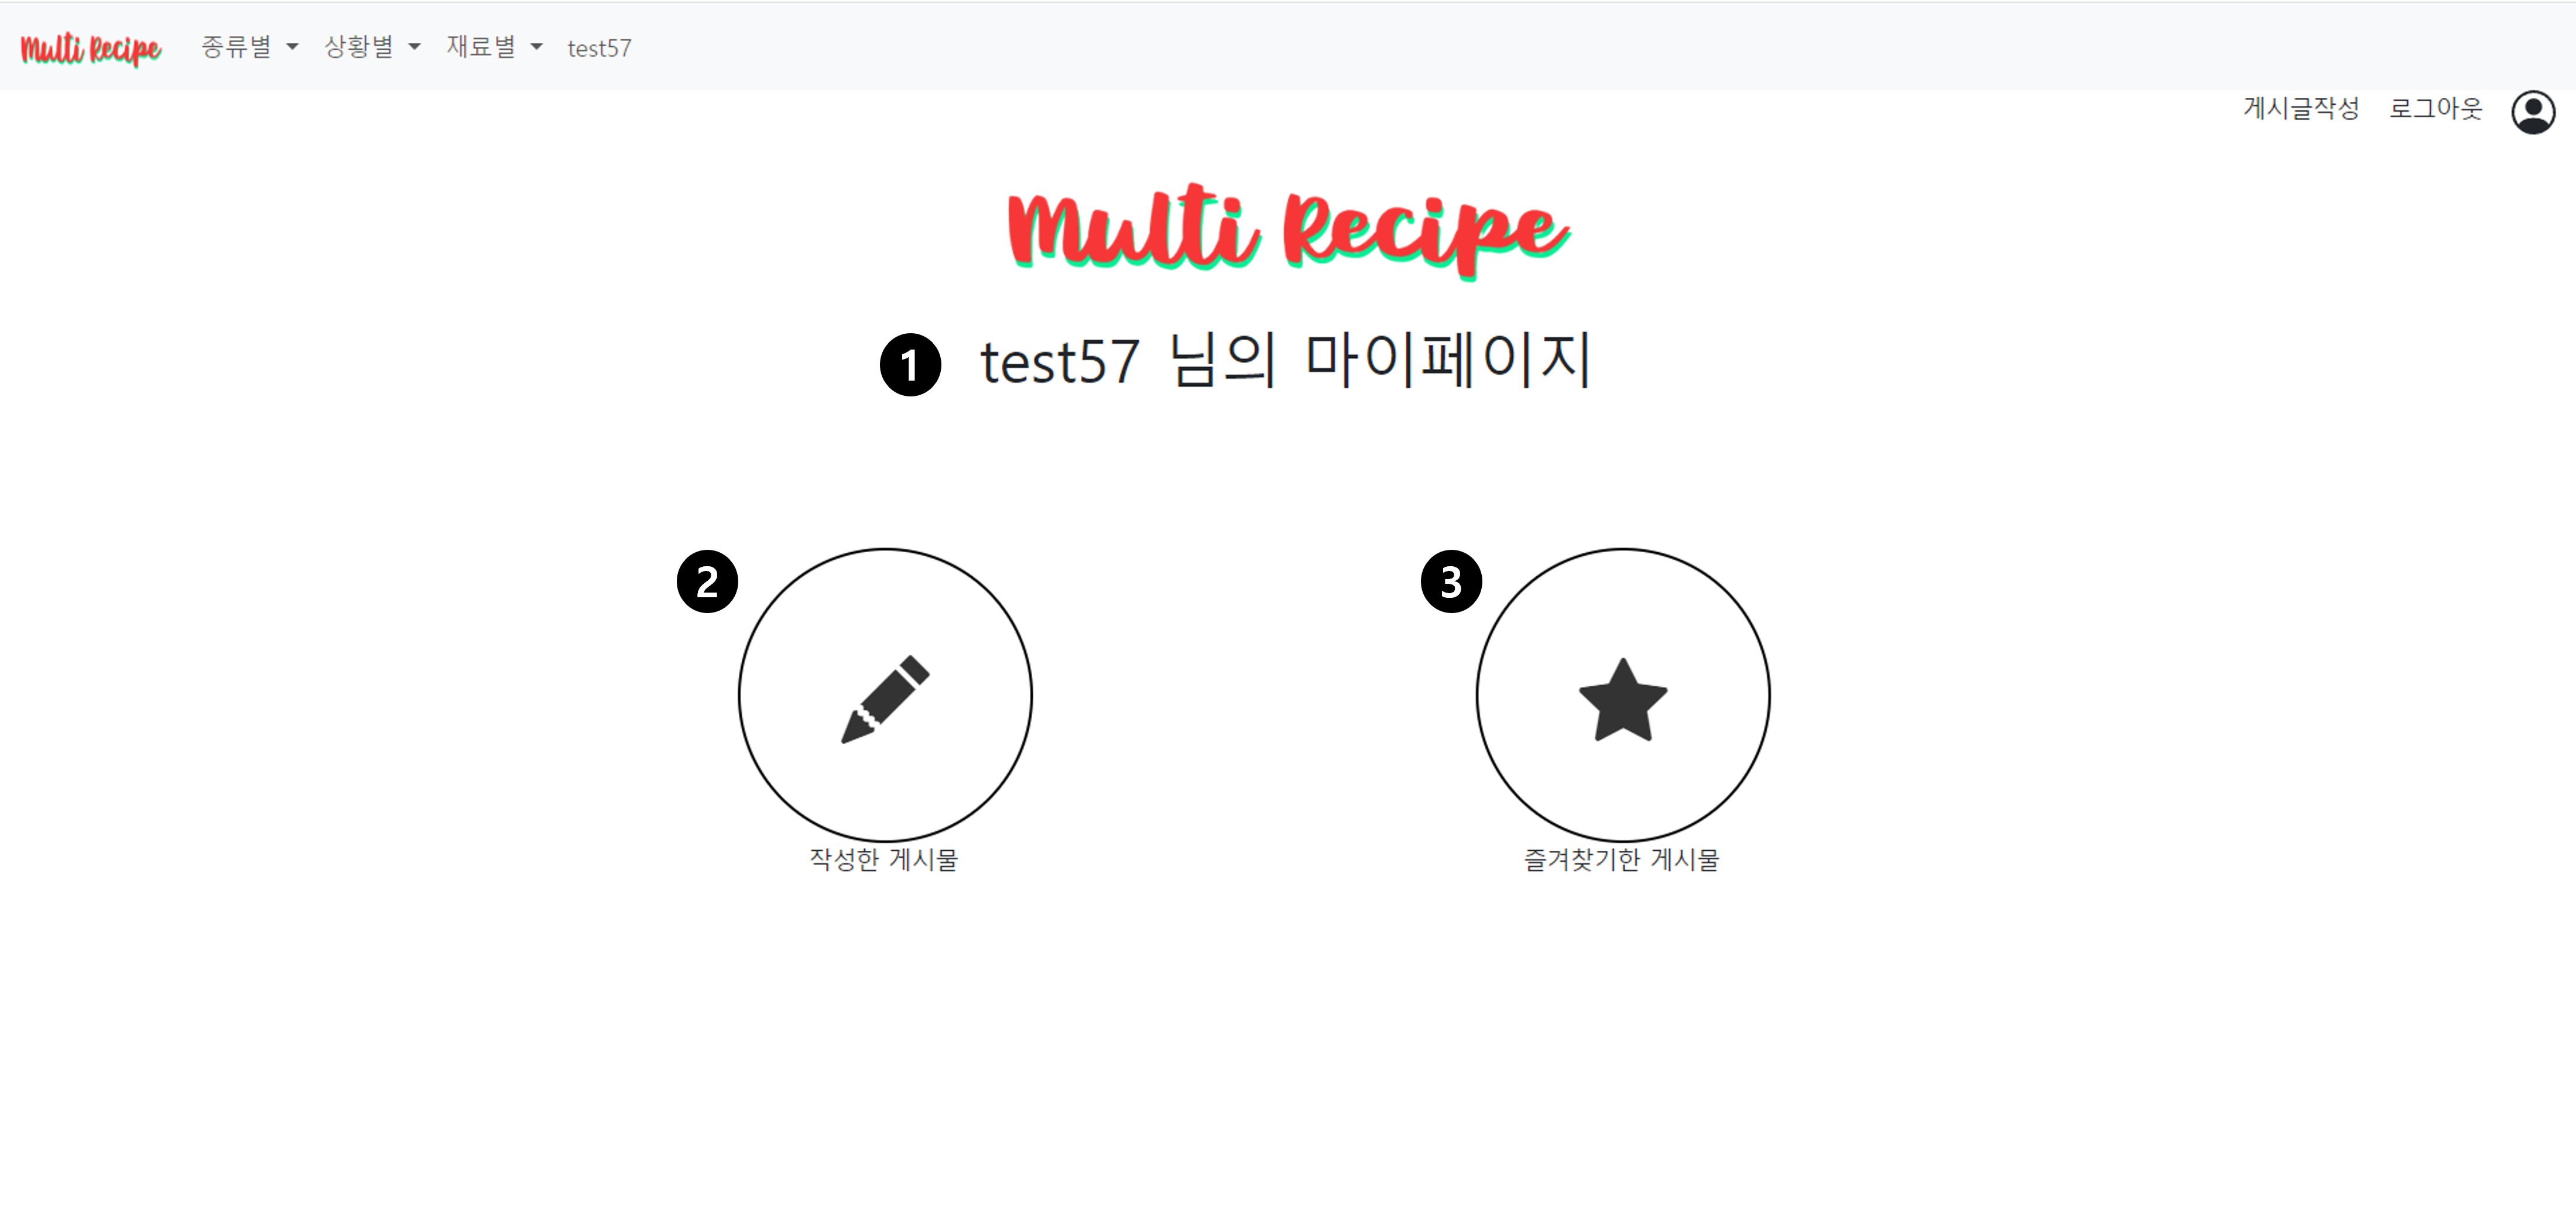 Multi Recipe 종류별 상황별 재료별 test57
게시글작성 로그아웃
Multi Recipe
1 test57 님의 마이페이지
2 3
작성한 게시물 즐겨찾기한 게시물